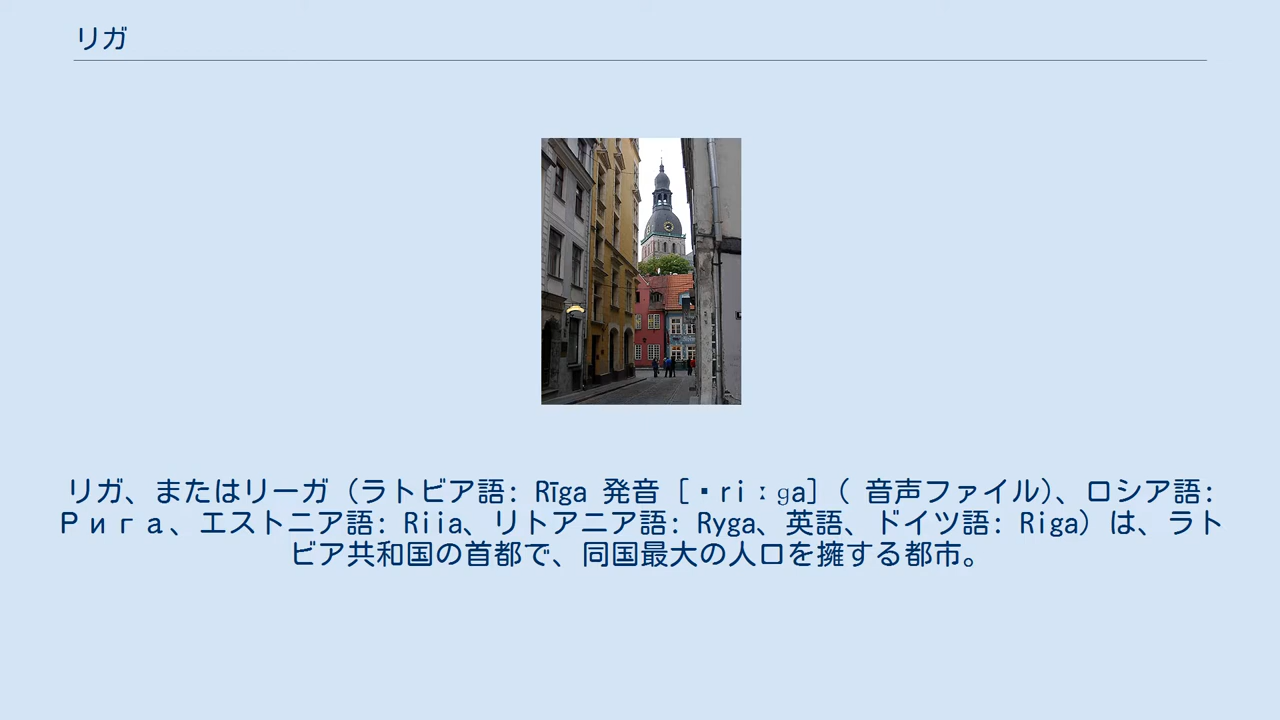 リガ
リガ、またはリーガ（ラトビア語: Rīga 発音 [ˈriːɡa]（ 音声ファイル）、ロシア語:
Рига、エストニア語: Riia、リトアニア語: Ryga、英語、ドイツ語: Riga）は、ラト
ビア共和国の首都で、同国最大の人口を擁する都市。